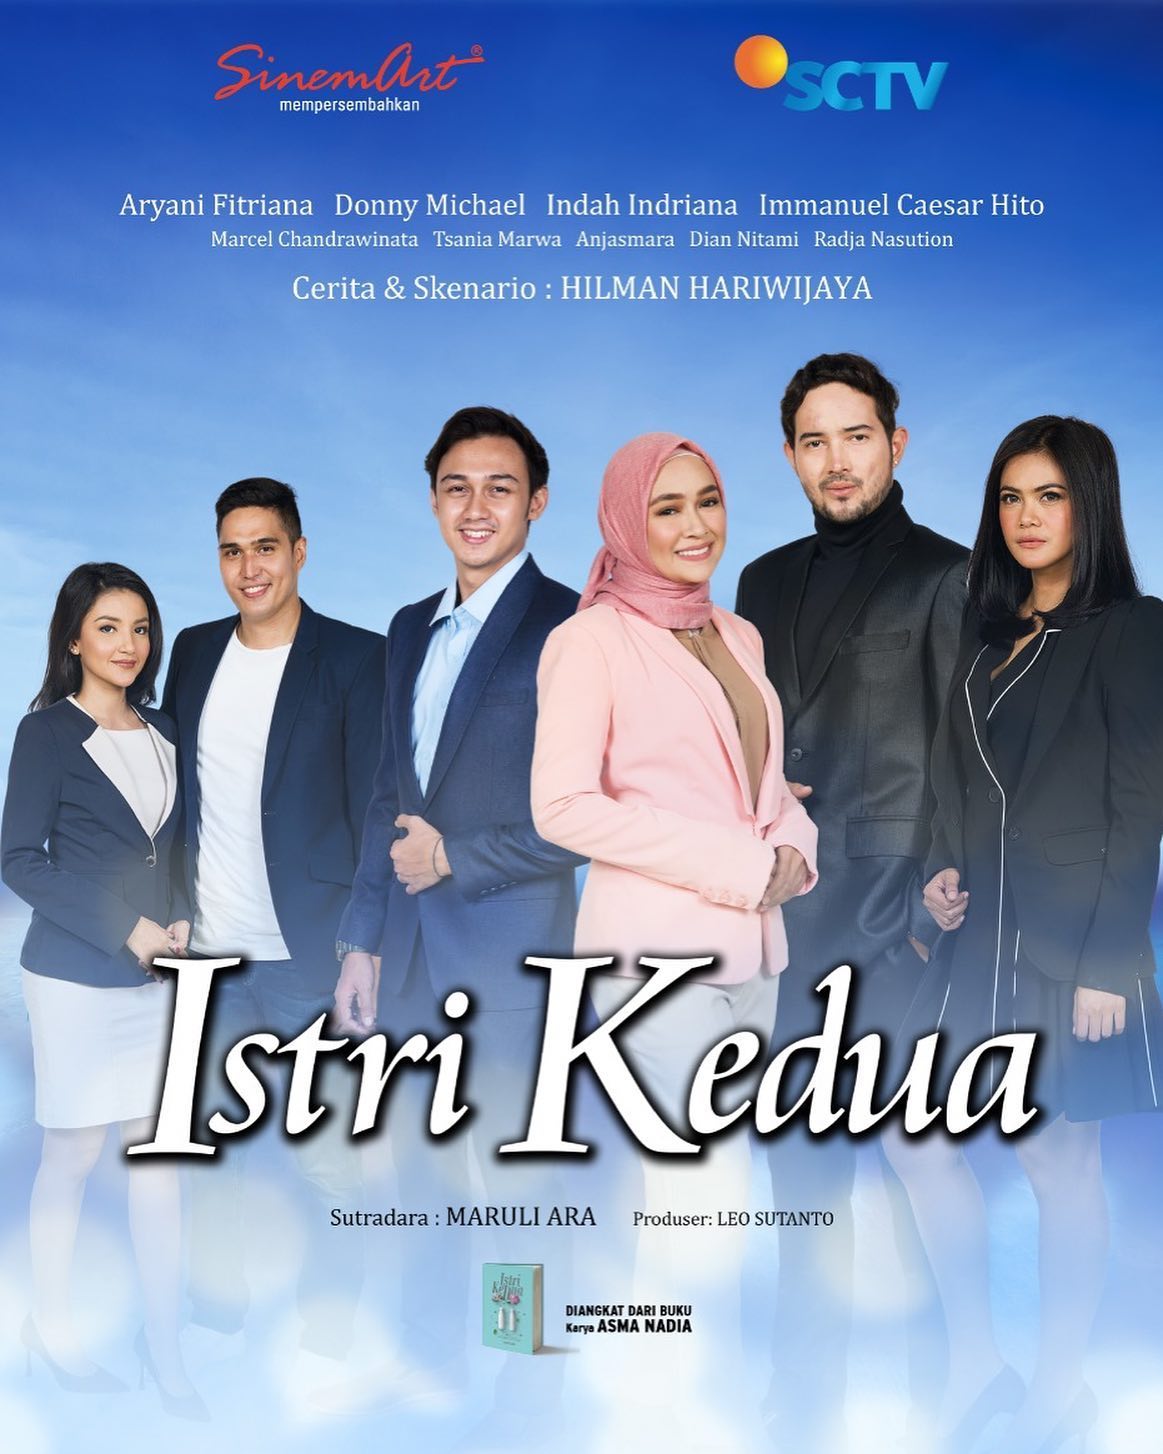 SinemArt®
mempersembahkan
SCTV
Aryani Fitriana Donny Michael Indah Indriana Immanuel Caesar Hito
Marcel Chandrawinata Tsania Marwa Anjasmara Dian Nitami Radja Nasution
Cerita & Skenario : HILMAN HARIWIJAYA
Istri Kedua
Sutradara : MARULI ARA Produser: LEO SUTANTO
Istri
Kedua
DIANGKAT DARI BUKU
Karya ASMA NADIA